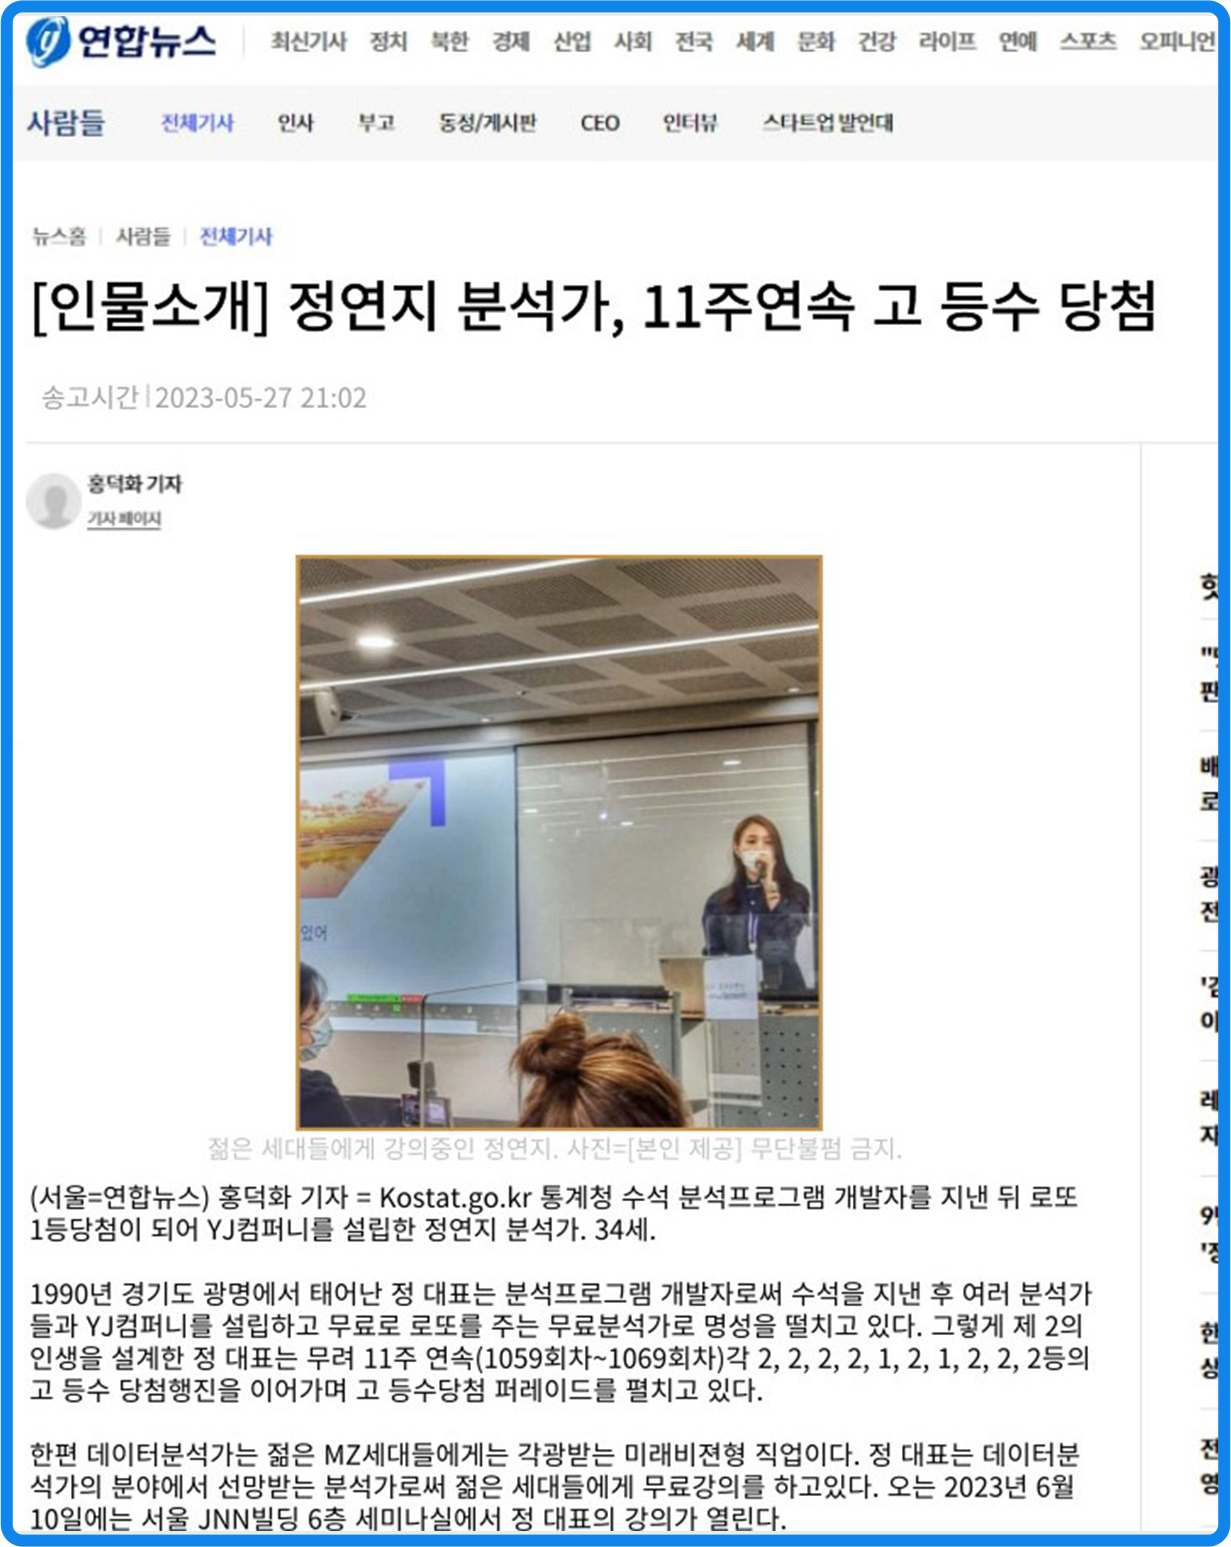 연합뉴스
최신기사 정치 북한 경제 산업 사회 전국 세계 문화 건강 라이프 연예 스포츠 오피니언
사람들 전체기사 인사 부고 동정/게시판 CEO 인터뷰 스타트업 발언대
뉴스홈 사람들 전체기사
[인물소개] 정연지 분석가, 11주연속 고 등수 당첨
송고시간 2023-05-27 21:02
홍덕화 기자
기자 페이지
있어
젊은 세대들에게 강의중인 정연지. 사진=[본인 제공] 무단불펌 금지.
(서울=연합뉴스) 홍덕화 기자 = Kostat.go.kr 통계청 수석 분석프로그램 개발자를 지낸 뒤 로또
1등당첨이 되어 YJ컴퍼니를 설립한 정연지 분석가. 34세.
1990년 경기도 광명에서 태어난 정 대표는 분석프로그램 개발자로써 수석을 지낸 후 여러 분석가
들과 YJ컴퍼니를 설립하고 무료로 로또를 주는 무료분석가로 명성을 떨치고 있다. 그렇게 제 2의
인생을 설계한 정 대표는 무려 11주 연속(1059회차~1069회차)각 2, 2, 2, 2, 1, 2, 1, 2, 2, 2등의
고 등수 당첨행진을 이어가며 고 등수당첨 퍼레이드를 펼치고 있다.
한편 데이터분석가는 젊은 MZ세대들에게는 각광받는 미래비젼형 직업이다. 정 대표는 데이터분
석가의 분야에서 선망받는 분석가로써 젊은 세대들에게 무료강의를 하고있다. 오는 2023년 6월
10일에는 서울 JNN빌딩 6층 세미나실에서 정 대표의 강의가 열린다.
판
배
로
광
전
이
레
자
한
상
전
영